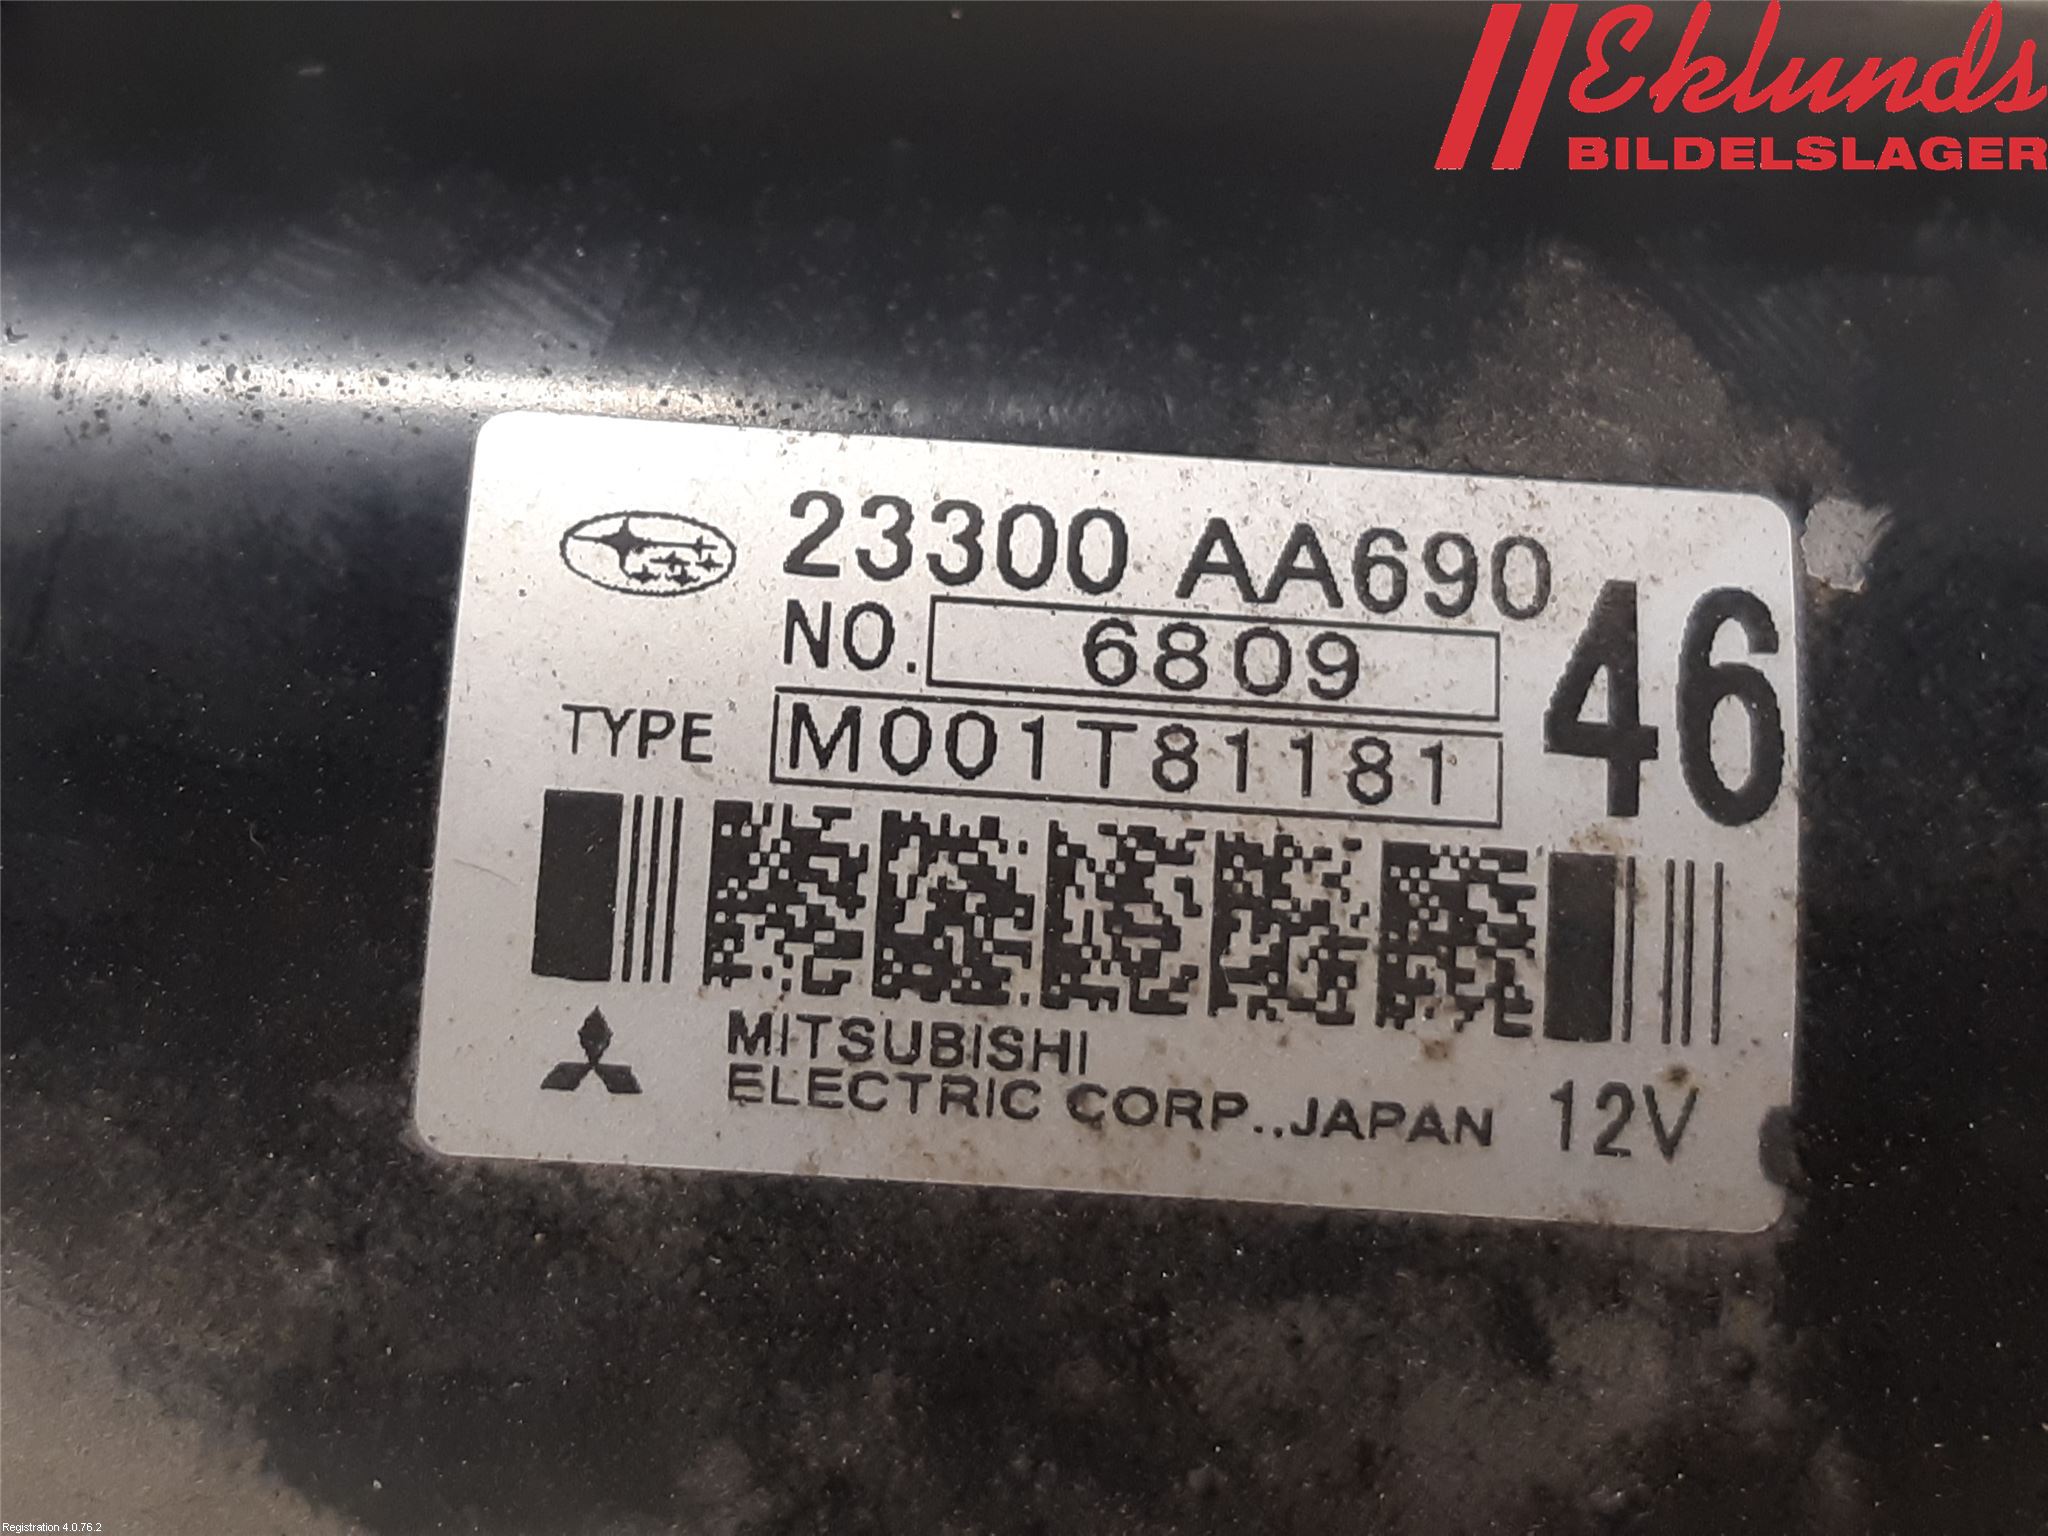 Eklunds
BILDELSLAGER
23300 AA690
NO. 6809
46
TYPE M001T81181
MITSUBISHI
ELECTRIC CORP.,JAPAN 12V
Registration 4.0.76.2